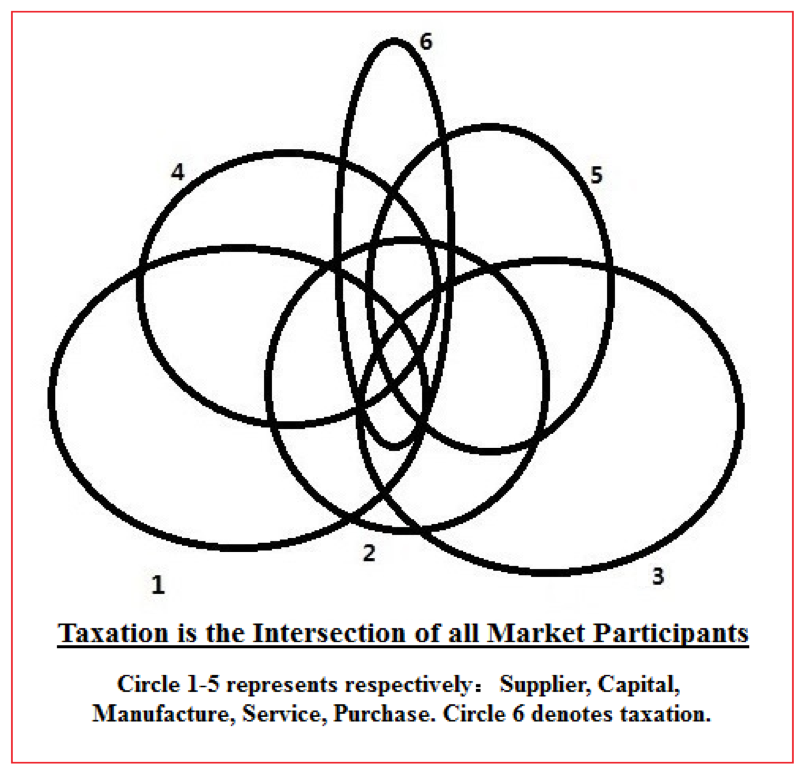 6
4
5
2
1
3
Taxation is the Intersection of all Market Participants
Circle 1-5 represents respectively： Supplier, Capital,
Manufacture, Service, Purchase. Circle 6 denotes taxation.